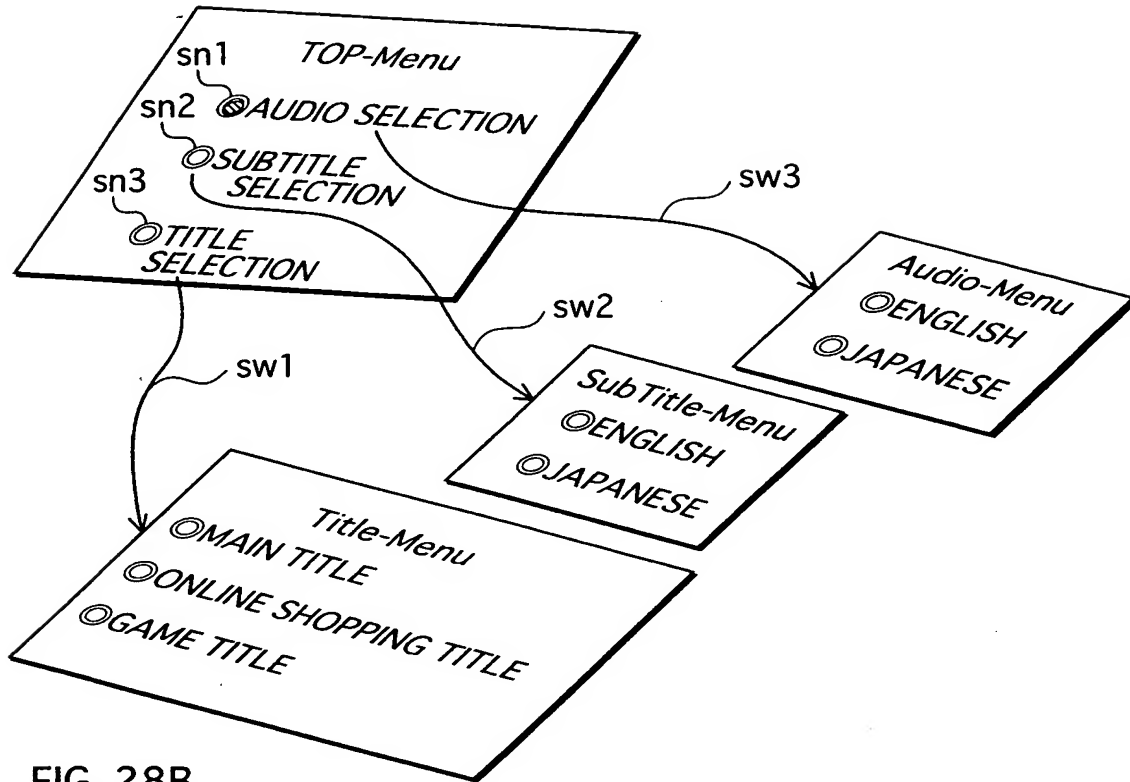 TOP-Menu
sn1
AUDIO SELECTION
sn2
SUBTITLE
SELECTION
sn3
TITLE
SELECTION
sw3
Audio-Menu
ENGLISH
JAPANESE
sw2
SubTitle-Menu
ENGLISH
JAPANESE
sw1
Title-Menu
MAIN TITLE
ONLINE SHOPPING TITLE
GAME TITLE
FIG. 28B